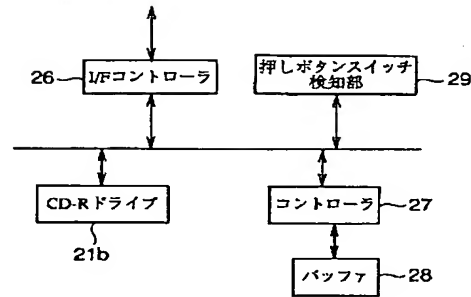 26
I/Fコントローラ
押しボタンスイッチ
検知部
29
CD-Rドライブ
21b
コントローラ
27
バッファ
28